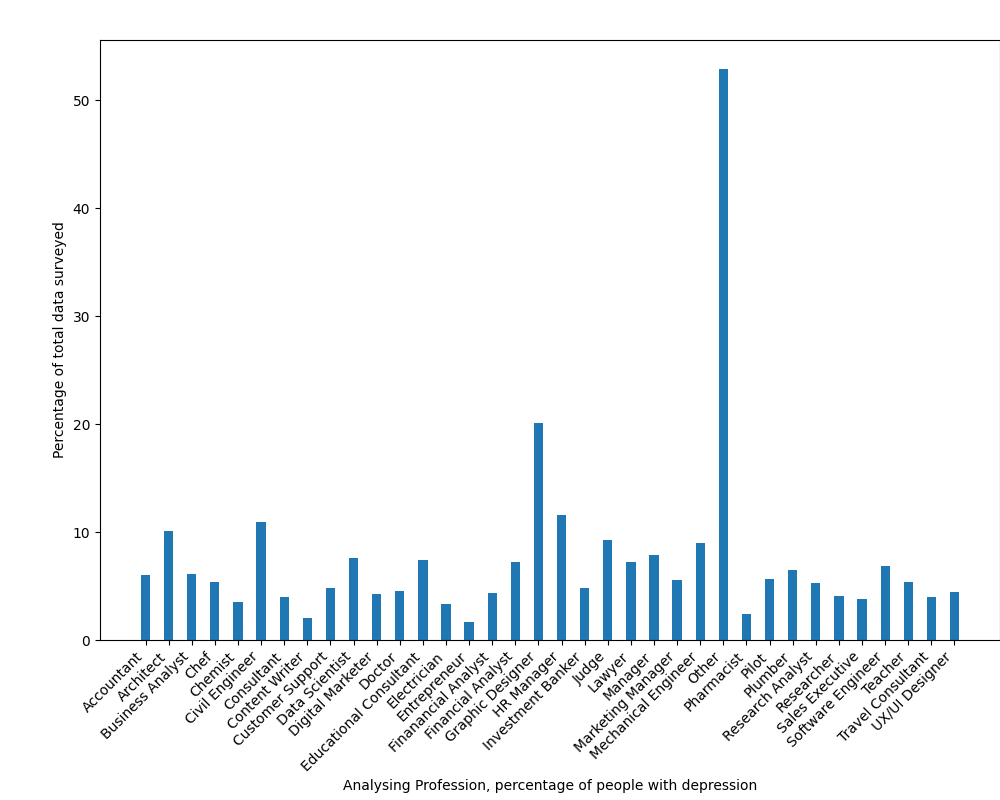 50
40
30
20
10
0
Percentage of total data surveyed
Accountant
Architect
Business Analyst
Chef
Chemist
Civil Engineer
Consultant
Content Writer
Customer Support
Data Scientist
Digital Marketer
Doctor
Educational Consultant
Electrician
Entrepreneur
Finanancial Analyst
Financial Analyst
Graphic Designer
HR Manager
Investment Banker
Judge
Lawyer
Manager
Marketing Manager
Mechanical Engineer
Other
Pharmacist
Pilot
Plumber
Research Analyst
Researcher
Sales Executive
Software Engineer
Teacher
Travel Consultant
UX/UI Designer
Analysing Profession, percentage of people with depression